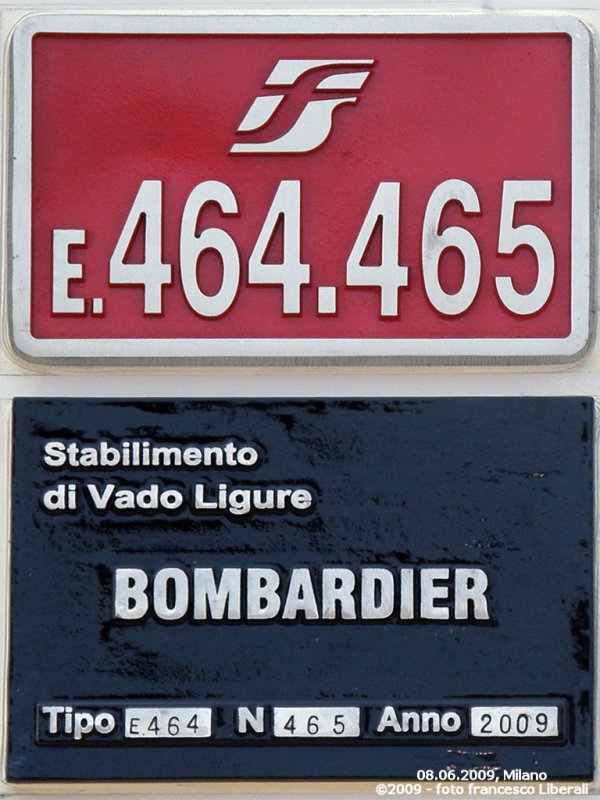 E.464.465
Stabilimento
di Vado Ligure
BOMBARDIER
Tipo E.464 N 465 Anno 2009
08.06.2009, Milano
©2009 - foto francesco Liberali